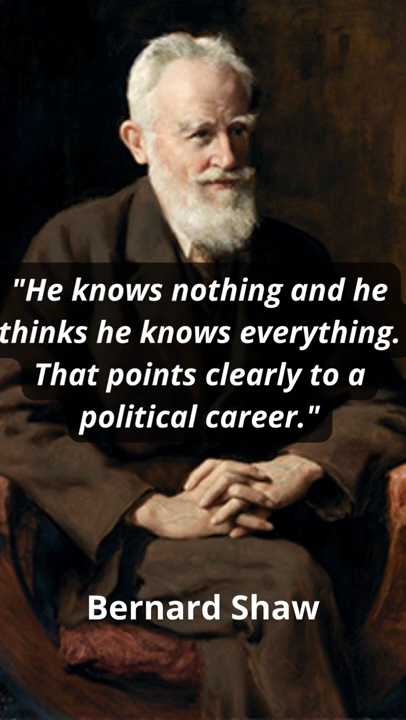 "He knows nothing and he
thinks he knows everything.
That points clearly to a
political career."
Bernard Shaw